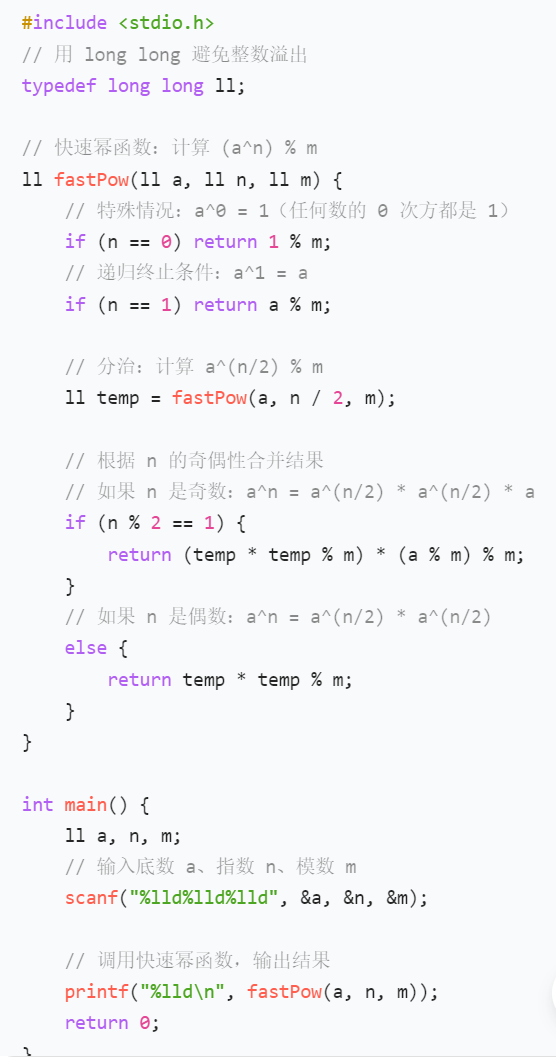 #include <stdio.h>
// 用 long long 避免整数溢出
typedef long long ll;
// 快速幂函数：计算 (a^n) % m
ll fastPow(ll a, ll n, ll m) {
// 特殊情况：a^0 = 1（任何数的 0 次方都是 1）
if (n == 0) return 1 % m;
// 递归终止条件：a^1 = a
if (n == 1) return a % m;
// 分治：计算 a^(n/2) % m
ll temp = fastPow(a, n / 2, m);
// 根据 n 的奇偶性合并结果
// 如果 n 是奇数：a^n = a^(n/2) * a^(n/2) * a
if (n % 2 == 1) {
return (temp * temp % m) * (a % m) % m;
}
// 如果 n 是偶数：a^n = a^(n/2) * a^(n/2)
else {
return temp * temp % m;
}
}
int main() {
ll a, n, m;
// 输入底数 a、指数 n、模数 m
scanf("%lld%lld%lld", &a, &n, &m);
// 调用快速幂函数，输出结果
printf("%lld\n", fastPow(a, n, m));
return 0;
}